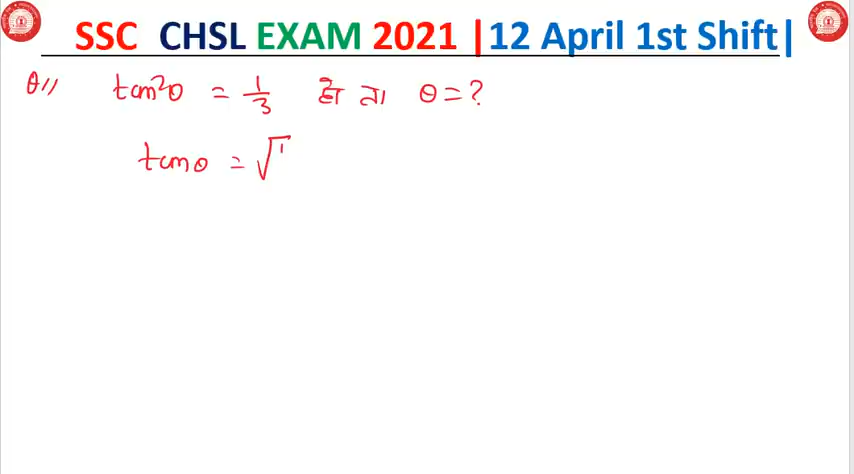 SSC CHSL EXAM 2021 |12 April 1st Shift|
θ// tan²θ = 1/3 हो तो θ = ?
tanθ = √1